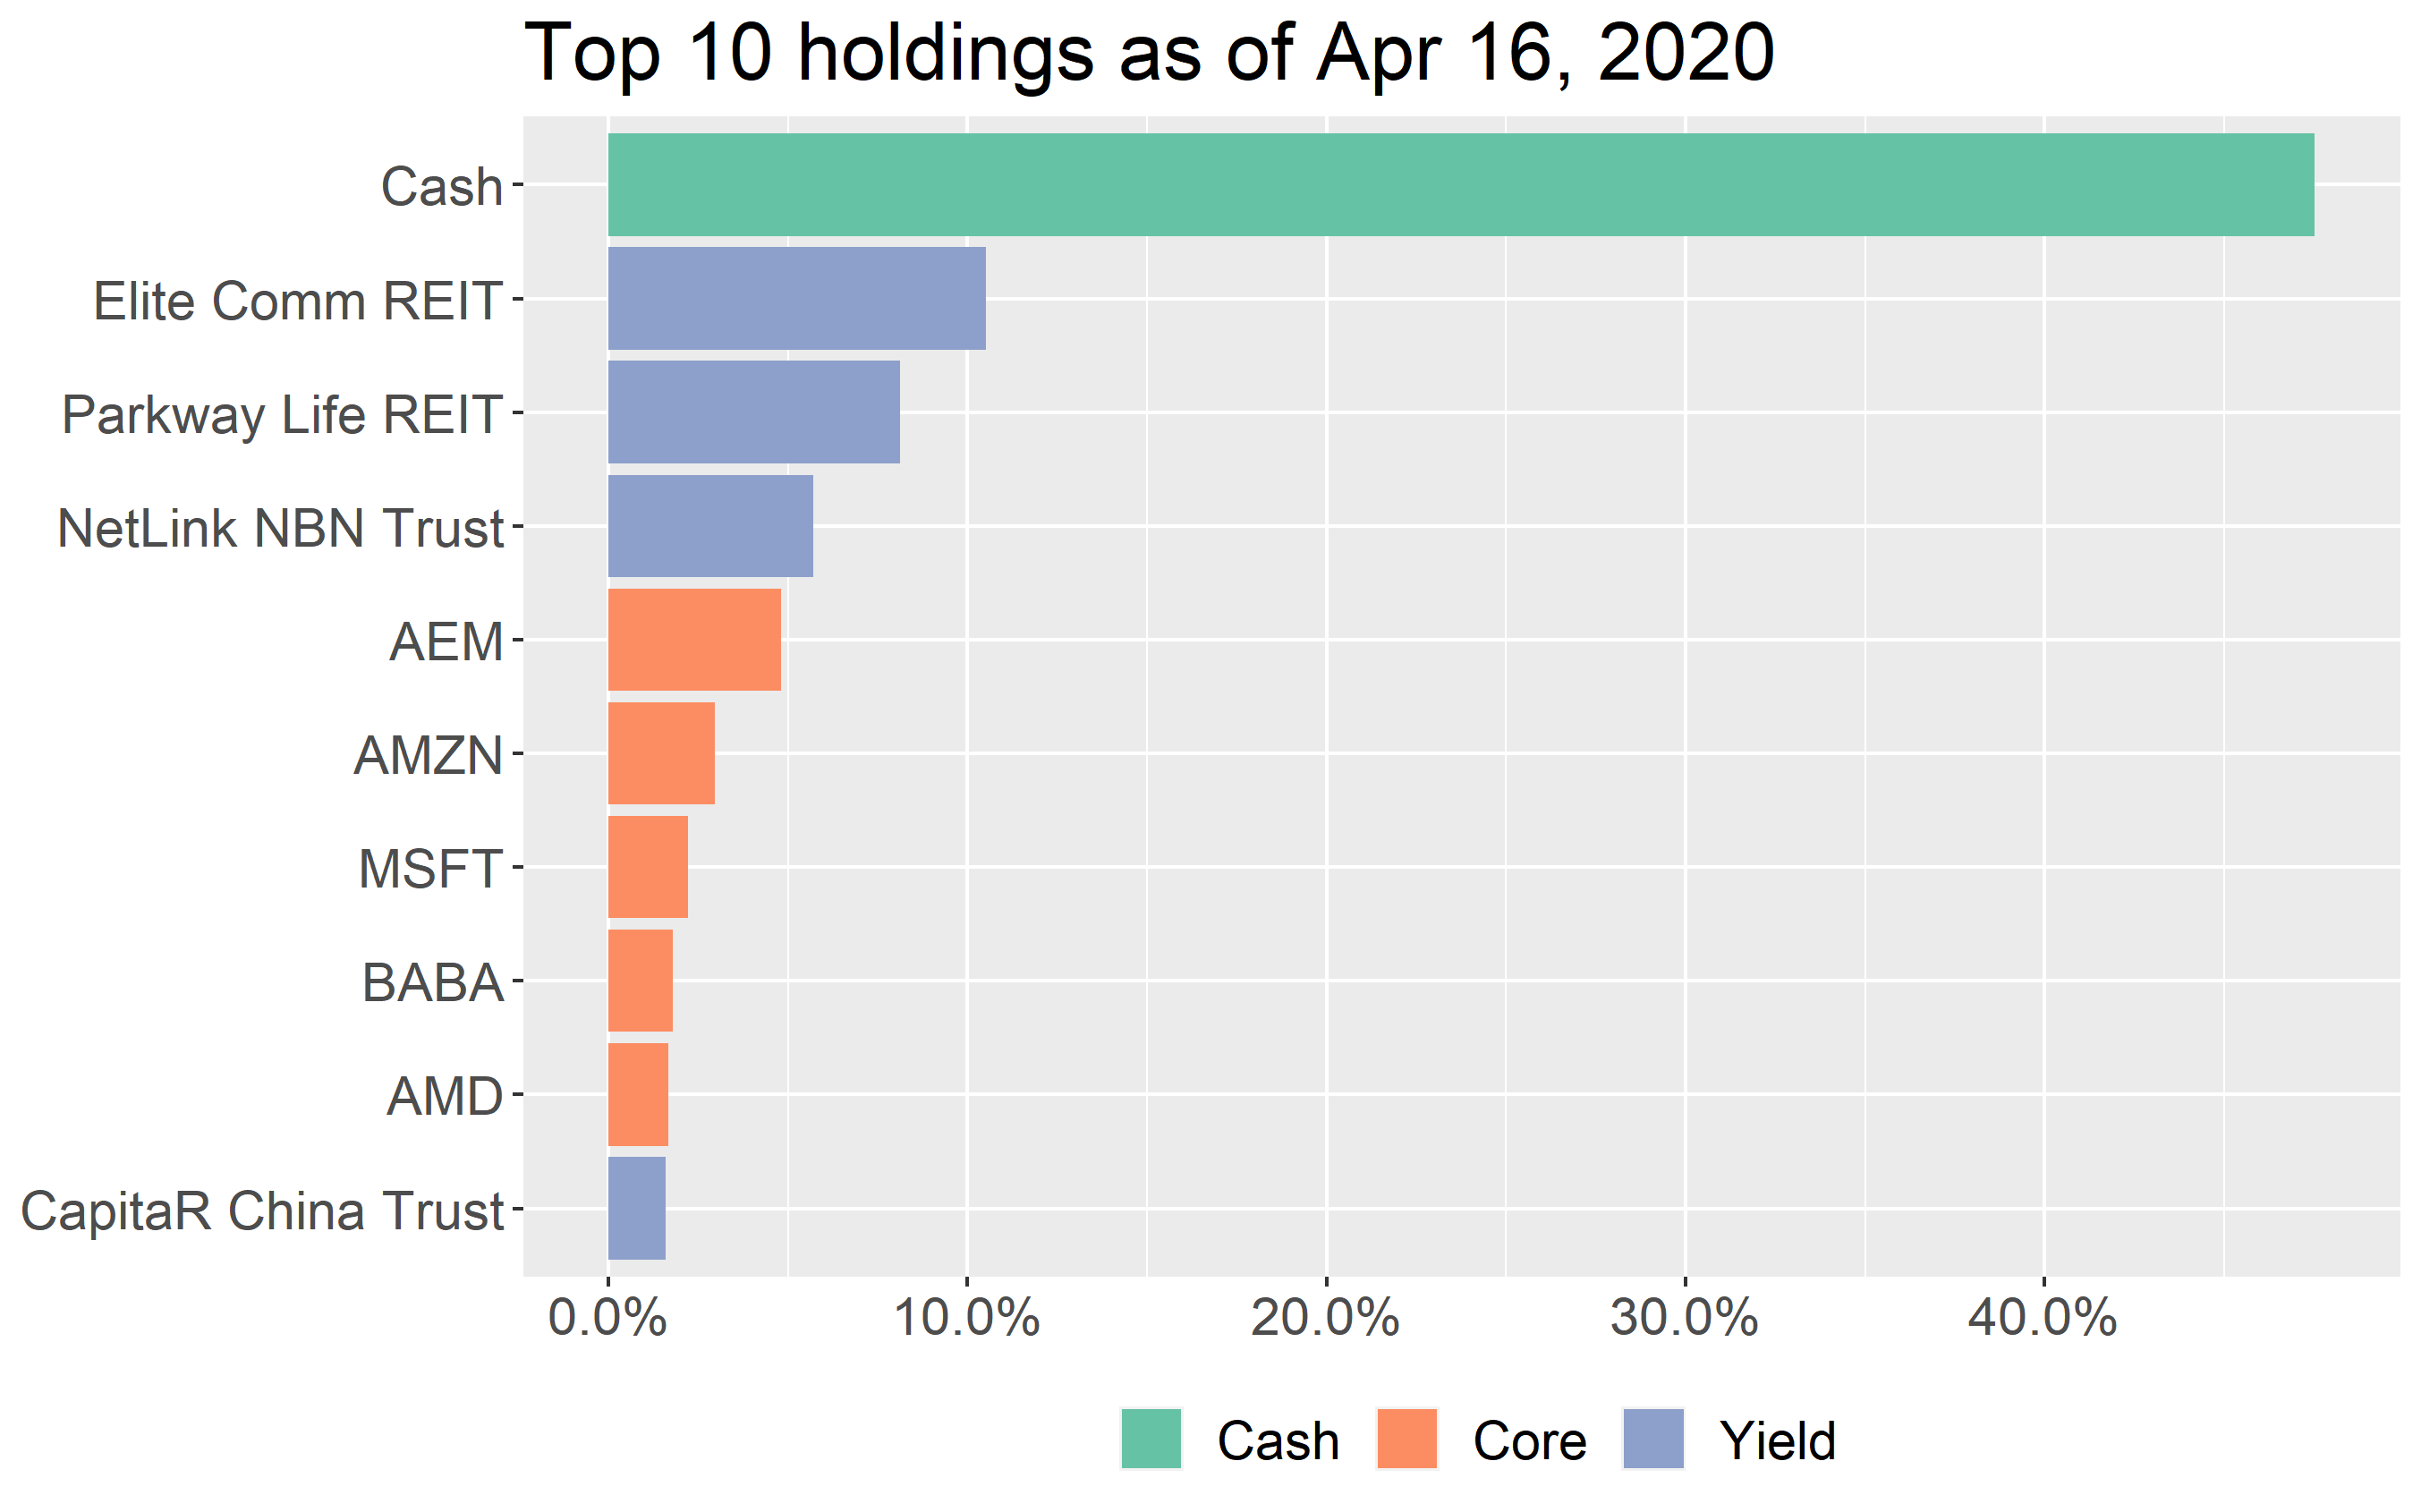 Top 10 holdings as of Apr 16, 2020
Cash
Elite Comm REIT
Parkway Life REIT
NetLink NBN Trust
AEM
AMZN
MSFT
BABA
AMD
CapitaR China Trust
0.0% 10.0% 20.0% 30.0% 40.0%
Cash Core Yield